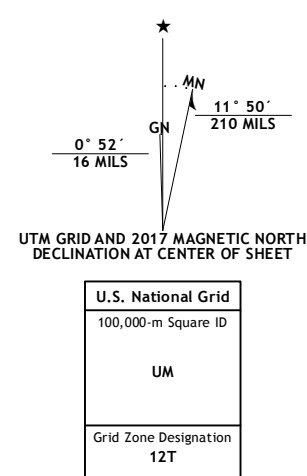 ★
MN
GN
11° 50´
210 MILS
0° 52´
16 MILS
UTM GRID AND 2017 MAGNETIC NORTH
DECLINATION AT CENTER OF SHEET
U.S. National Grid
100,000-m Square ID
UM
Grid Zone Designation
12T